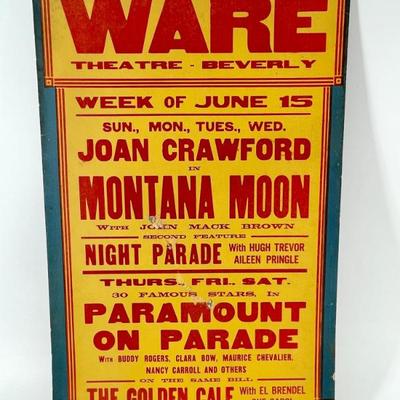 WARE
THEATRE - BEVERLY
WEEK OF JUNE 15
SUN., MON., TUES., WED.
JOAN CRAWFORD
IN
MONTANA MOON
WITH JOHN MACK BROWN
SECOND FEATURE
NIGHT PARADE With HUGH TREVOR
AILEEN PRINGLE
THURS., FRI., SAT.
30 FAMOUS STARS, IN
PARAMOUNT
ON PARADE
WITH BUDDY ROGERS, CLARA BOW, MAURICE CHEVALIER,
NANCY CARROLL AND OTHERS
ON THE SAME BILL
THE GOLDEN CALF With EL BRENDEL